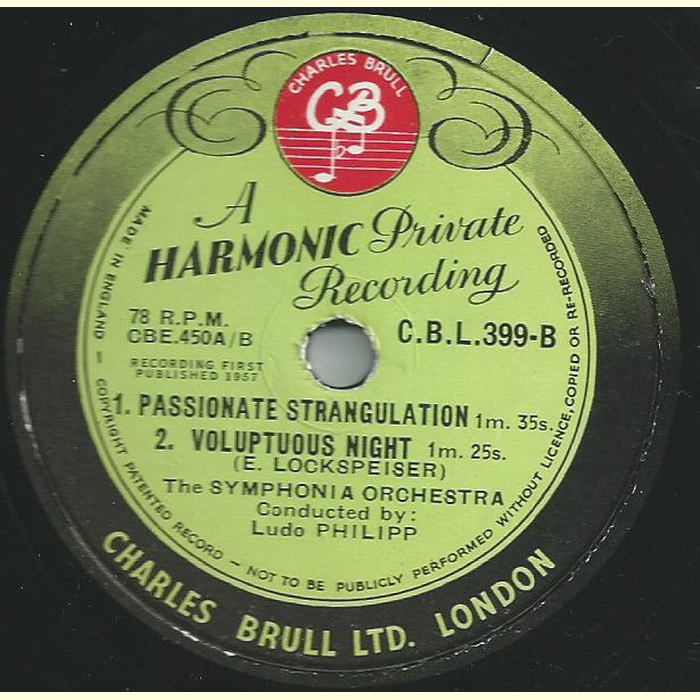 CHARLES BRULL
CB
A
HARMONIC Private
Recording
78 R.P.M.
CBE.450A/B
C.B.L.399-B
RECORDING FIRST
PUBLISHED 1957
1. PASSIONATE STRANGULATION 1m. 35s.
2. VOLUPTUOUS NIGHT 1m. 25s.
(E. LOCKSPEISER)
The SYMPHONIA ORCHESTRA
Conducted by:
Ludo PHILIPP
MADE IN ENGLAND — COPYRIGHT PATENTED RECORD — NOT TO BE PUBLICLY PERFORMED WITHOUT LICENCE, COPIED OR RE-RECORDED
CHARLES BRULL LTD. LONDON